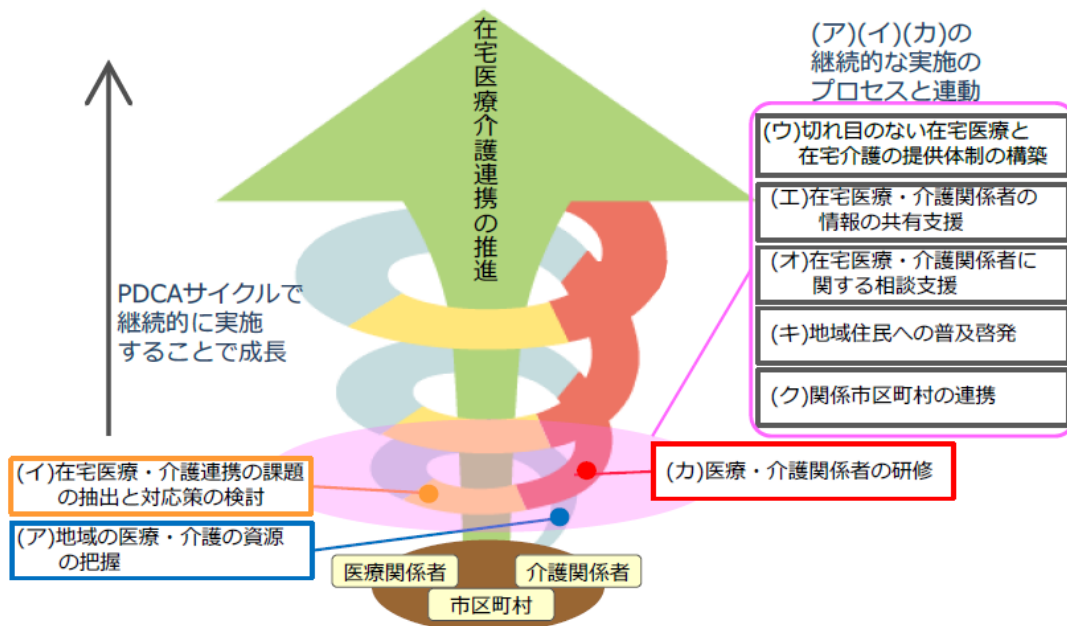 在宅医療介護連携の推進
(ア)(イ)(カ)の
継続的な実施の
プロセスと連動
(ウ)切れ目のない在宅医療と
在宅介護の提供体制の構築
(エ)在宅医療・介護関係者の
情報の共有支援
(オ)在宅医療・介護関係者に
関する相談支援
(キ)地域住民への普及啓発
(ク)関係市区町村の連携
PDCAサイクルで
継続的に実施
することで成長
(イ)在宅医療・介護連携の課題
の抽出と対応策の検討
(カ)医療・介護関係者の研修
(ア)地域の医療・介護の資源
の把握
医療関係者
介護関係者
市区町村